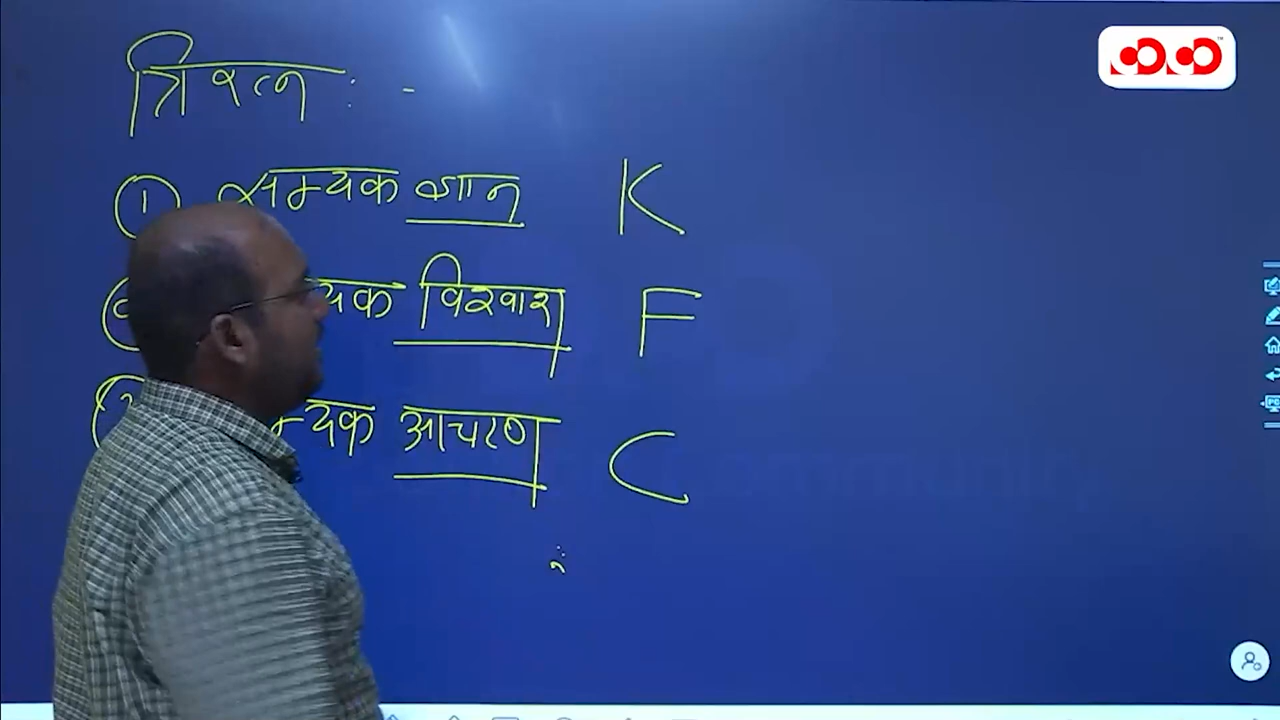 त्रिरत्न : -
① सम्यक ज्ञान K
म्यक विश्वास F
म्यक आचरण C